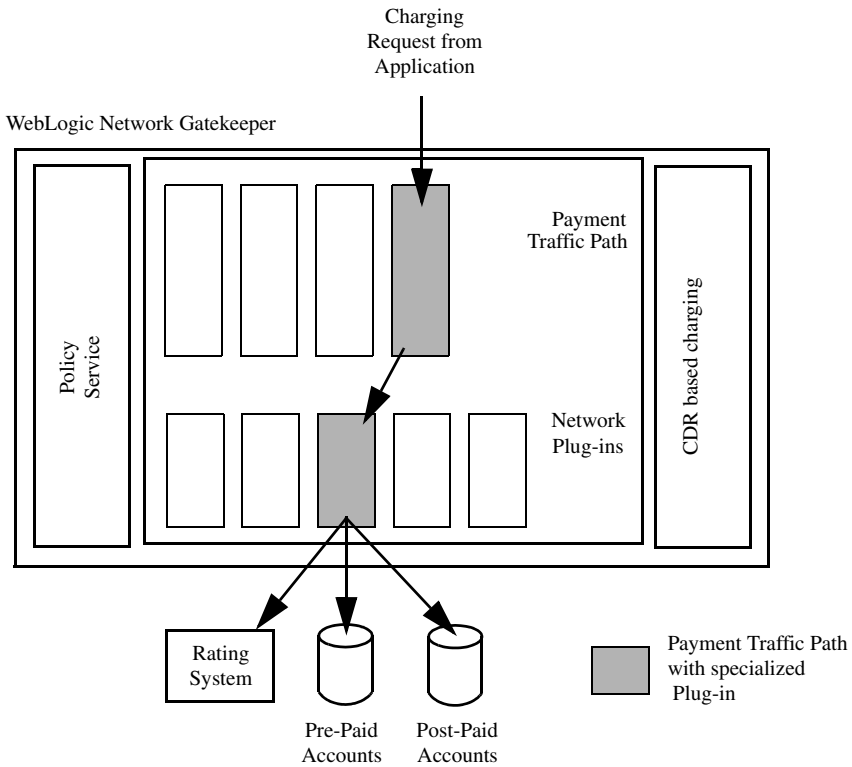 Charging
Request from
Application
WebLogic Network Gatekeeper
Payment
Traffic Path
Policy
Service
CDR based charging
Network
Plug-ins
Rating
System
Pre-Paid
Accounts
Post-Paid
Accounts
Payment Traffic Path
with specialized
Plug-in